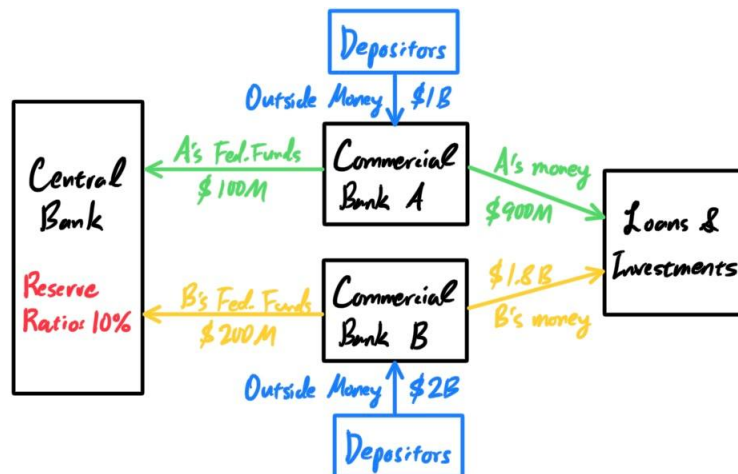 Depositors
Outside Money $1B
Central
Bank
Reserve
Ratio: 10%
A's Fed. Funds
$100M
Commercial
Bank A
A's money
$900M
Loans &
Investments
B's Fed. Funds
$200M
Commercial
Bank B
$1.8B
B's money
Outside Money $2B
Depositors